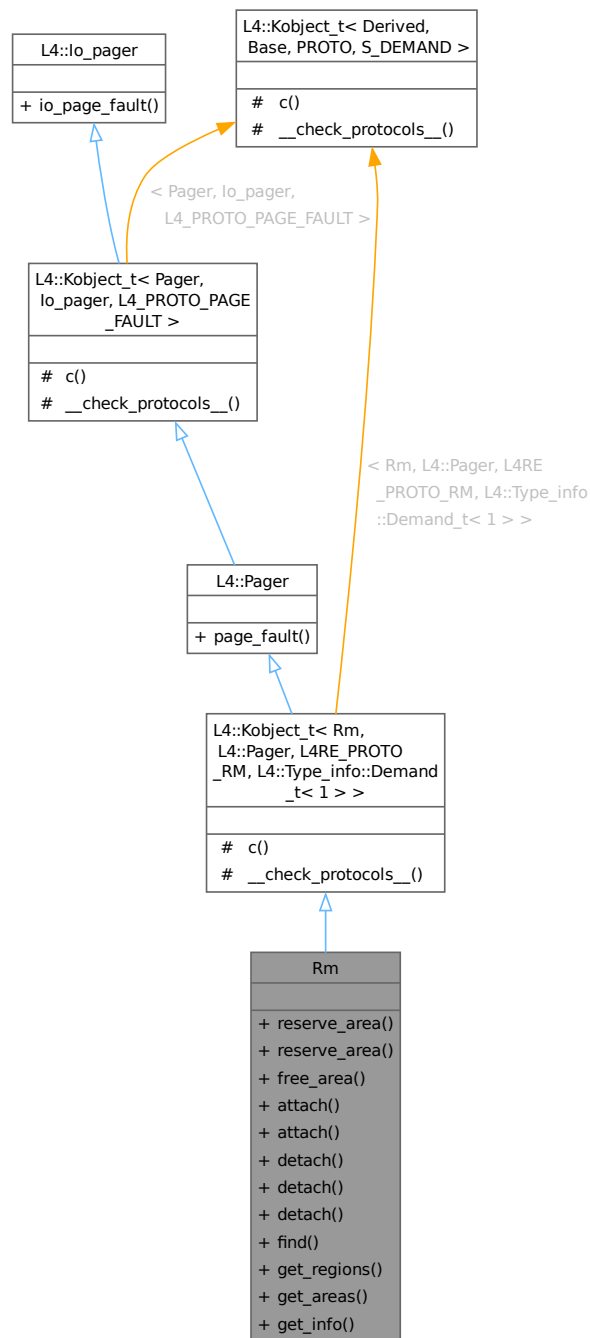 L4::Io_pager
+ io_page_fault()
L4::Kobject_t< Derived,
Base, PROTO, S_DEMAND >
# c()
# __check_protocols__()
< Pager, Io_pager,
L4_PROTO_PAGE_FAULT >
L4::Kobject_t< Pager,
Io_pager, L4_PROTO_PAGE
_FAULT >
# c()
# __check_protocols__()
< Rm, L4::Pager, L4RE
_PROTO_RM, L4::Type_info
::Demand_t< 1 > >
L4::Pager
+ page_fault()
L4::Kobject_t< Rm,
L4::Pager, L4RE_PROTO
_RM, L4::Type_info::Demand
_t< 1 > >
# c()
# __check_protocols__()
Rm
+ reserve_area()
+ reserve_area()
+ free_area()
+ attach()
+ attach()
+ detach()
+ detach()
+ detach()
+ find()
+ get_regions()
+ get_areas()
+ get_info()